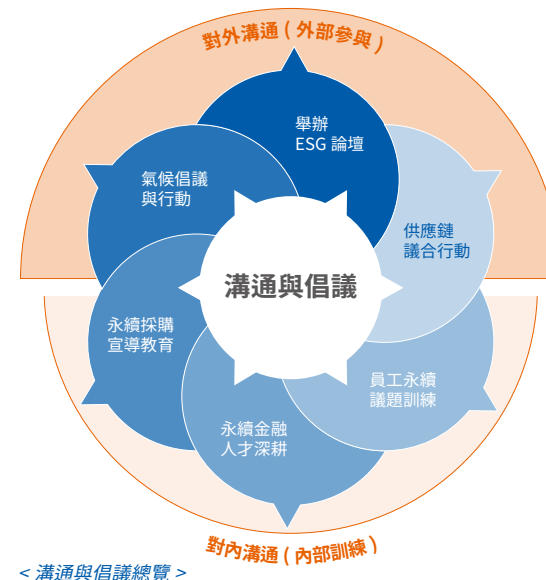 對外溝通 ( 外部參與 )
舉辦
ESG 論壇
氣候倡議
與行動
供應鏈
議合行動
溝通與倡議
永續採購
宣導教育
員工永續
議題訓練
永續金融
人才深耕
對內溝通 ( 內部訓練 )
< 溝通與倡議總覽 >